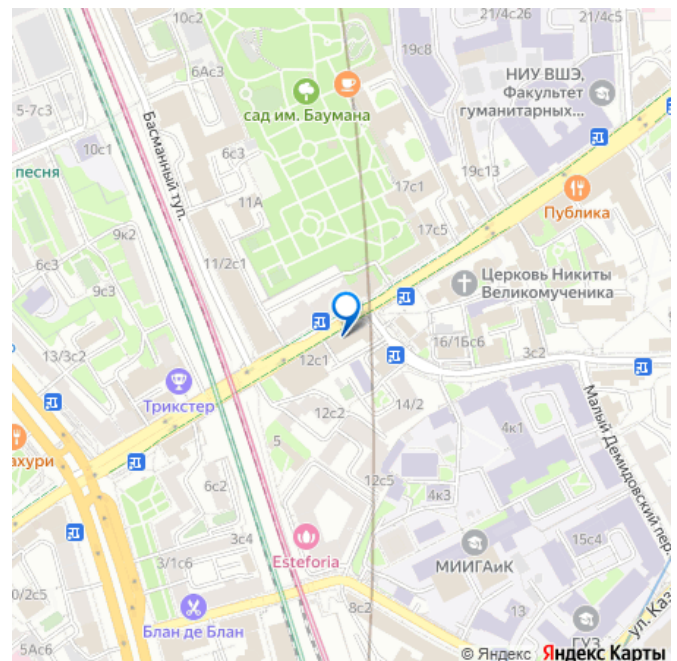 10с2
21/4с26
21/4с5
6Ас3
19с8
НИУ ВШЭ,
Факультет
гуманитарных...
5-7с3
сад им. Баумана
Басманный туп.
10с1
6с3
19с13
песня
17с1
Публика
11А
9к2
17с5
11/2с1
6с3
Церковь Никиты
Великомученика
9с3
16/16с6
13/3с2
12с1
3с2
Трикстер
Малый Демидовский пер.
12с2
14/2
4к1
ахури
5
6с2
12с5
4к3
3с4
МИИГАиК
15с4
Esteforia
3/1с6
0/2с5
8с2
13
Блан де Блан
ул. Каз
ГУЗ
5Ас6
© Яндекс Яндекс Карты